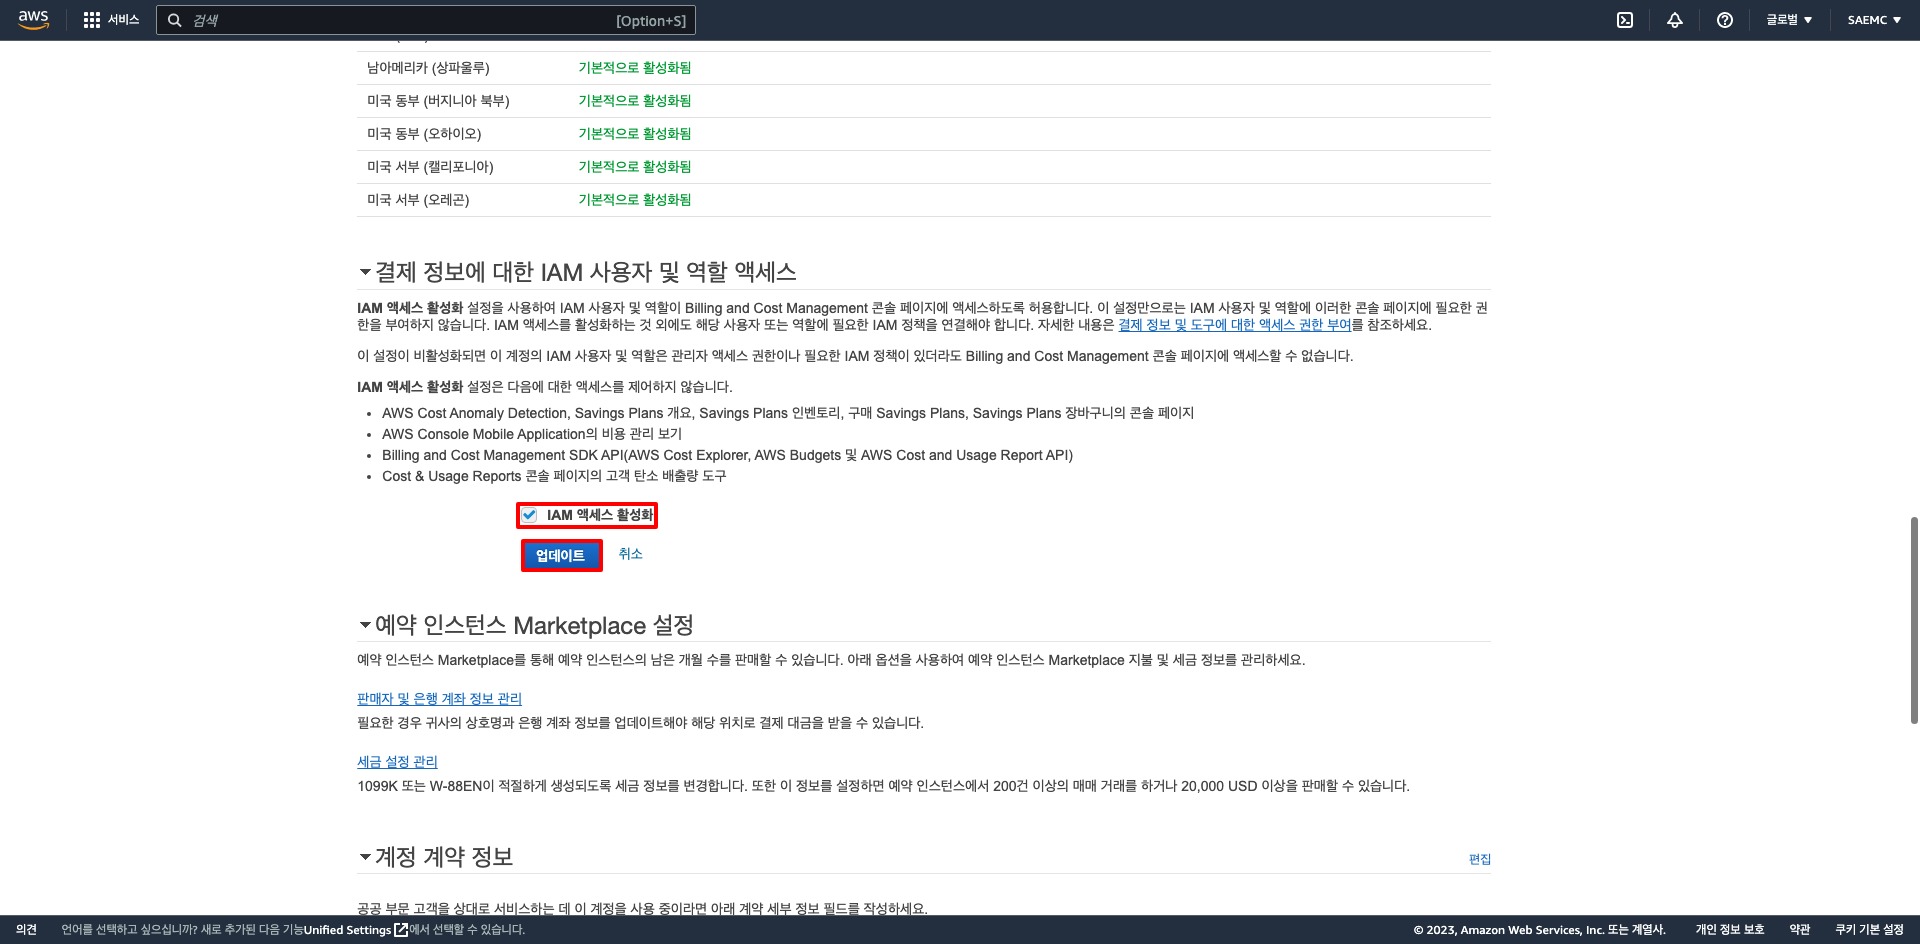 aws
서비스
검색
[Option+S]
글로벌 ▼
SAEMC ▼
남아메리카 (상파울루) 기본적으로 활성화됨
미국 동부 (버지니아 북부) 기본적으로 활성화됨
미국 동부 (오하이오) 기본적으로 활성화됨
미국 서부 (캘리포니아) 기본적으로 활성화됨
미국 서부 (오레곤) 기본적으로 활성화됨
결제 정보에 대한 IAM 사용자 및 역할 액세스
IAM 액세스 활성화 설정을 사용하여 IAM 사용자 및 역할이 Billing and Cost Management 콘솔 페이지에 액세스하도록 허용합니다. 이 설정만으로는 IAM 사용자 및 역할에 이러한 콘솔 페이지에 필요한 권
한을 부여하지 않습니다. IAM 액세스를 활성화하는 것 외에도 해당 사용자 또는 역할에 필요한 IAM 정책을 연결해야 합니다. 자세한 내용은 결제 정보 및 도구에 대한 액세스 권한 부여를 참조하세요.
이 설정이 비활성화되면 이 계정의 IAM 사용자 및 역할은 관리자 액세스 권한이나 필요한 IAM 정책이 있더라도 Billing and Cost Management 콘솔 페이지에 액세스할 수 없습니다.
IAM 액세스 활성화 설정은 다음에 대한 액세스를 제어하지 않습니다.
• AWS Cost Anomaly Detection, Savings Plans 개요, Savings Plans 인벤토리, 구매 Savings Plans, Savings Plans 장바구니의 콘솔 페이지
• AWS Console Mobile Application의 비용 관리 보기
• Billing and Cost Management SDK API(AWS Cost Explorer, AWS Budgets 및 AWS Cost and Usage Report API)
• Cost & Usage Reports 콘솔 페이지의 고객 탄소 배출량 도구
IAM 액세스 활성화
업데이트 취소
예약 인스턴스 Marketplace 설정
예약 인스턴스 Marketplace를 통해 예약 인스턴스의 남은 개월 수를 판매할 수 있습니다. 아래 옵션을 사용하여 예약 인스턴스 Marketplace 지불 및 세금 정보를 관리하세요.
판매자 및 은행 계좌 정보 관리
필요한 경우 귀사의 상호명과 은행 계좌 정보를 업데이트해야 해당 위치로 결제 대금을 받을 수 있습니다.
세금 설정 관리
1099K 또는 W-88EN이 적절하게 생성되도록 세금 정보를 변경합니다. 또한 이 정보를 설정하면 예약 인스턴스에서 200건 이상의 매매 거래를 하거나 20,000 USD 이상을 판매할 수 있습니다.
계정 계약 정보 편집
공공 부문 고객을 상대로 서비스하는 데 이 계정을 사용 중이라면 아래 계약 세부 정보 필드를 작성하세요.
의견 언어를 선택하고 싶으십니까? 새로 추가된 다음 기능Unified Settings에서 선택할 수 있습니다. © 2023, Amazon Web Services, Inc. 또는 계열사. 개인 정보 보호 약관 쿠키 기본 설정